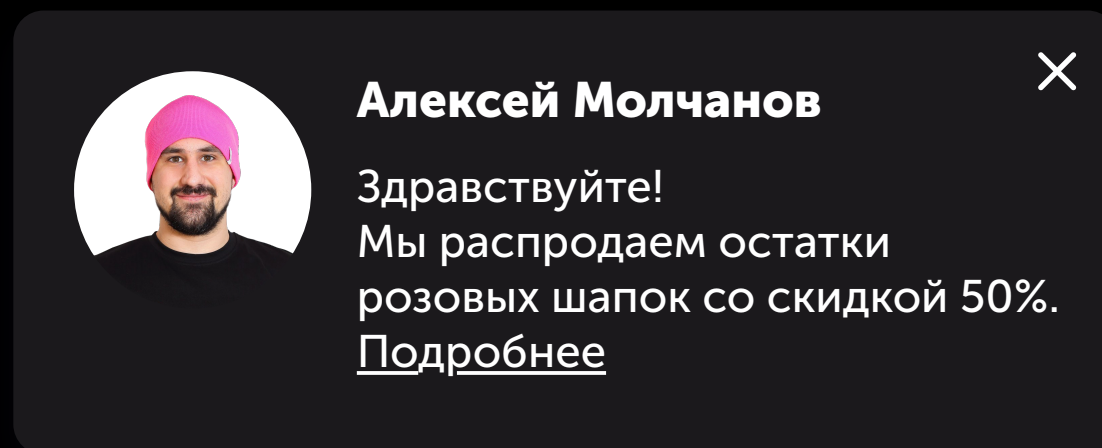 Алексей Молчанов
Здравствуйте!
Мы распродаем остатки
розовых шапок со скидкой 50%.
Подробнее